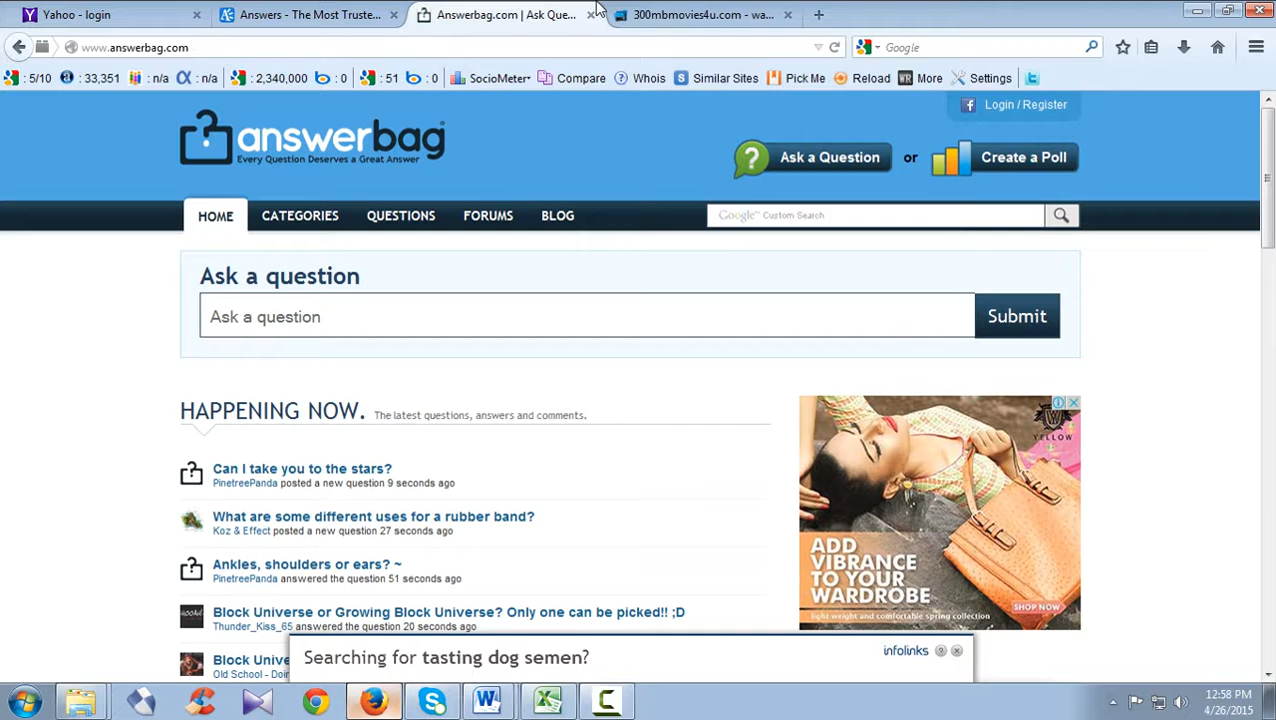 Yahoo - login
Answers - The Most Truste...
Answerbag.com | Ask Que...
300mbmovies4u.com - wa...
www.answerbag.com
Google
: 5/10
: 33,351
: n/a
: n/a
: 2,340,000
: 0
: 51
: 0
SocioMeter
Compare
Whois
Similar Sites
Pick Me
Reload
More
Settings
Login / Register
answerbag
Every Question Deserves a Great Answer
Ask a Question
or
Create a Poll
HOME
CATEGORIES
QUESTIONS
FORUMS
BLOG
Google™ Custom Search
Ask a question
Ask a question
Submit
HAPPENING NOW. The latest questions, answers and comments.
Can I take you to the stars?
PinetreePanda posted a new question 9 seconds ago
What are some different uses for a rubber band?
Koz & Effect posted a new question 27 seconds ago
Ankles, shoulders or ears? ~
PinetreePanda answered the question 51 seconds ago
Block Universe or Growing Block Universe? Only one can be picked!! ;D
Thunder_Kiss_65 answered the question 20 seconds ago
Block Unive
Old School - Doin
YELLOW
ADD
VIBRANCE
TO YOUR
WARDROBE
light weight and comfortable spring collection
SHOP NOW
Searching for tasting dog semen?
infolinks
12:58 PM
4/26/2015